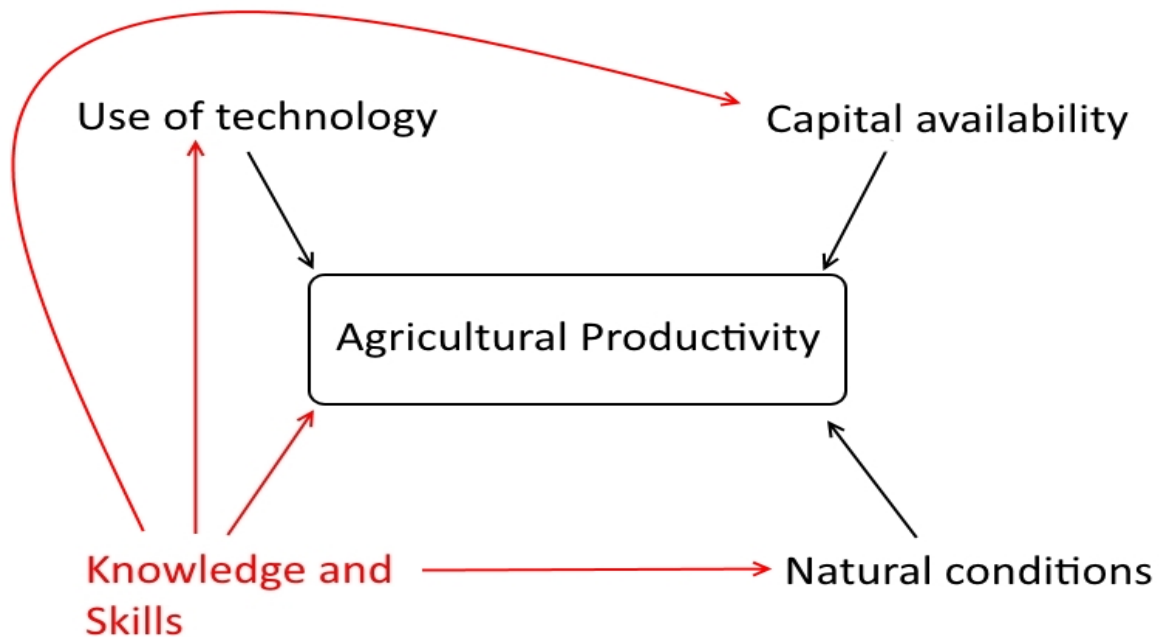 Use of technology
Capital availability
Agricultural Productivity
Knowledge and
Skills
Natural conditions